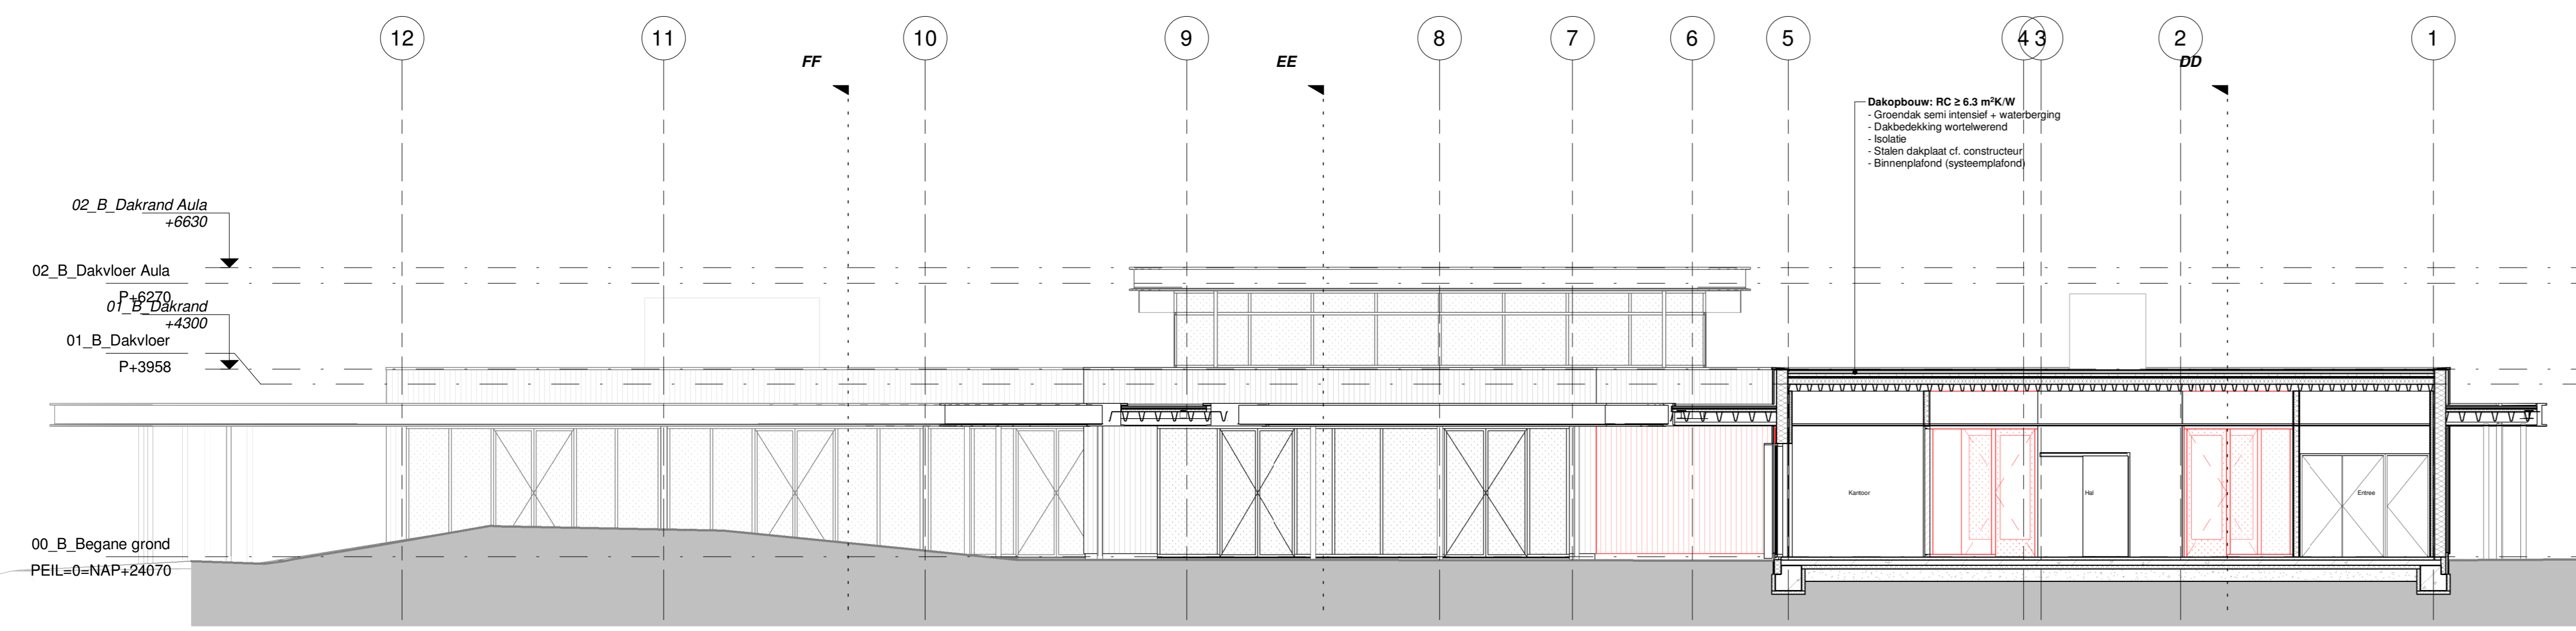 12
11
10
9
8
7
6
5
4
3
2
1
FF
EE
DD
Dakopbouw: RC ≥ 6.3 m²K/W
- Groendak semi intensief + waterberging
- Dakbedekking wortelwerend
- Isolatie
- Stalen dakplaat cf. constructeur
- Binnenplafond (systeemplafond)
02_B_Dakrand Aula
+6630
02_B_Dakvloer Aula
P+6270
01_B_Dakrand
+4300
01_B_Dakvloer
P+3958
Kantoor
Hal
Entree
00_B_Begane grond
PEIL=0=NAP+24070